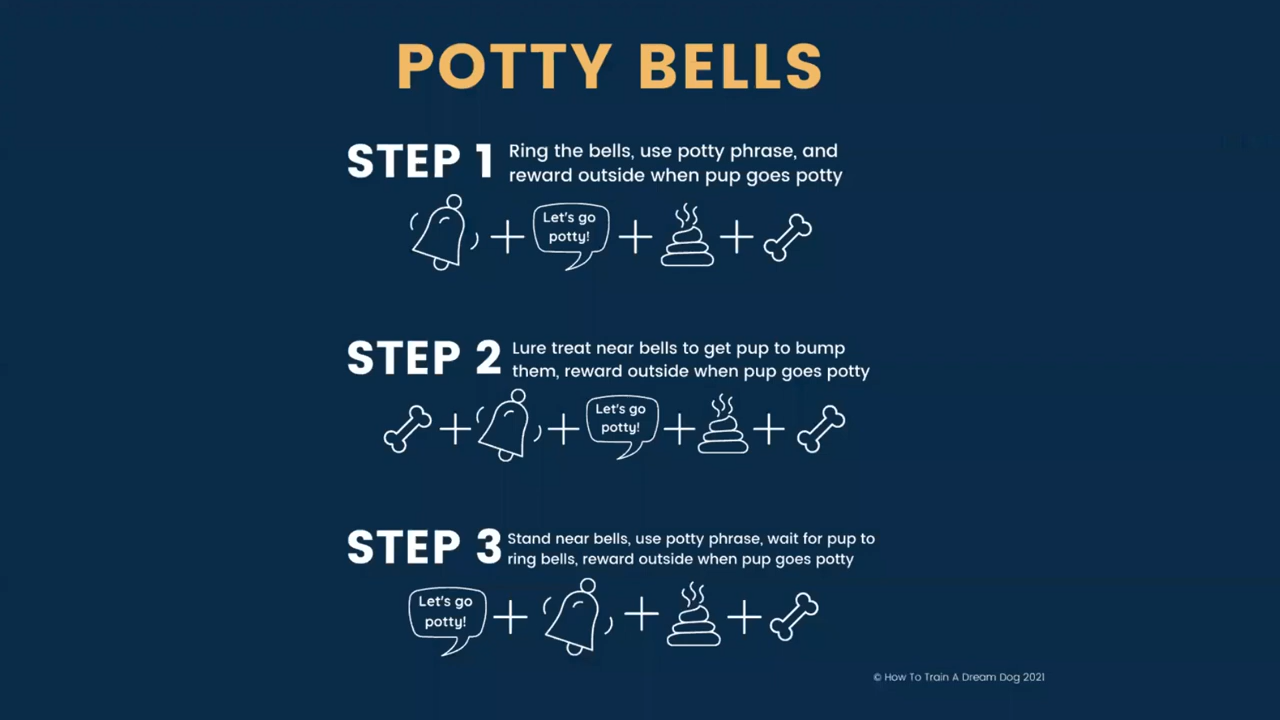 POTTY BELLS
STEP 1
Ring the bells, use potty phrase, and
reward outside when pup goes potty
Let's go
potty!
STEP 2
Lure treat near bells to get pup to bump
them, reward outside when pup goes potty
Let's go
potty!
STEP 3
Stand near bells, use potty phrase, wait for pup to
ring bells, reward outside when pup goes potty
Let's go
potty!
© How To Train A Dream Dog 2021